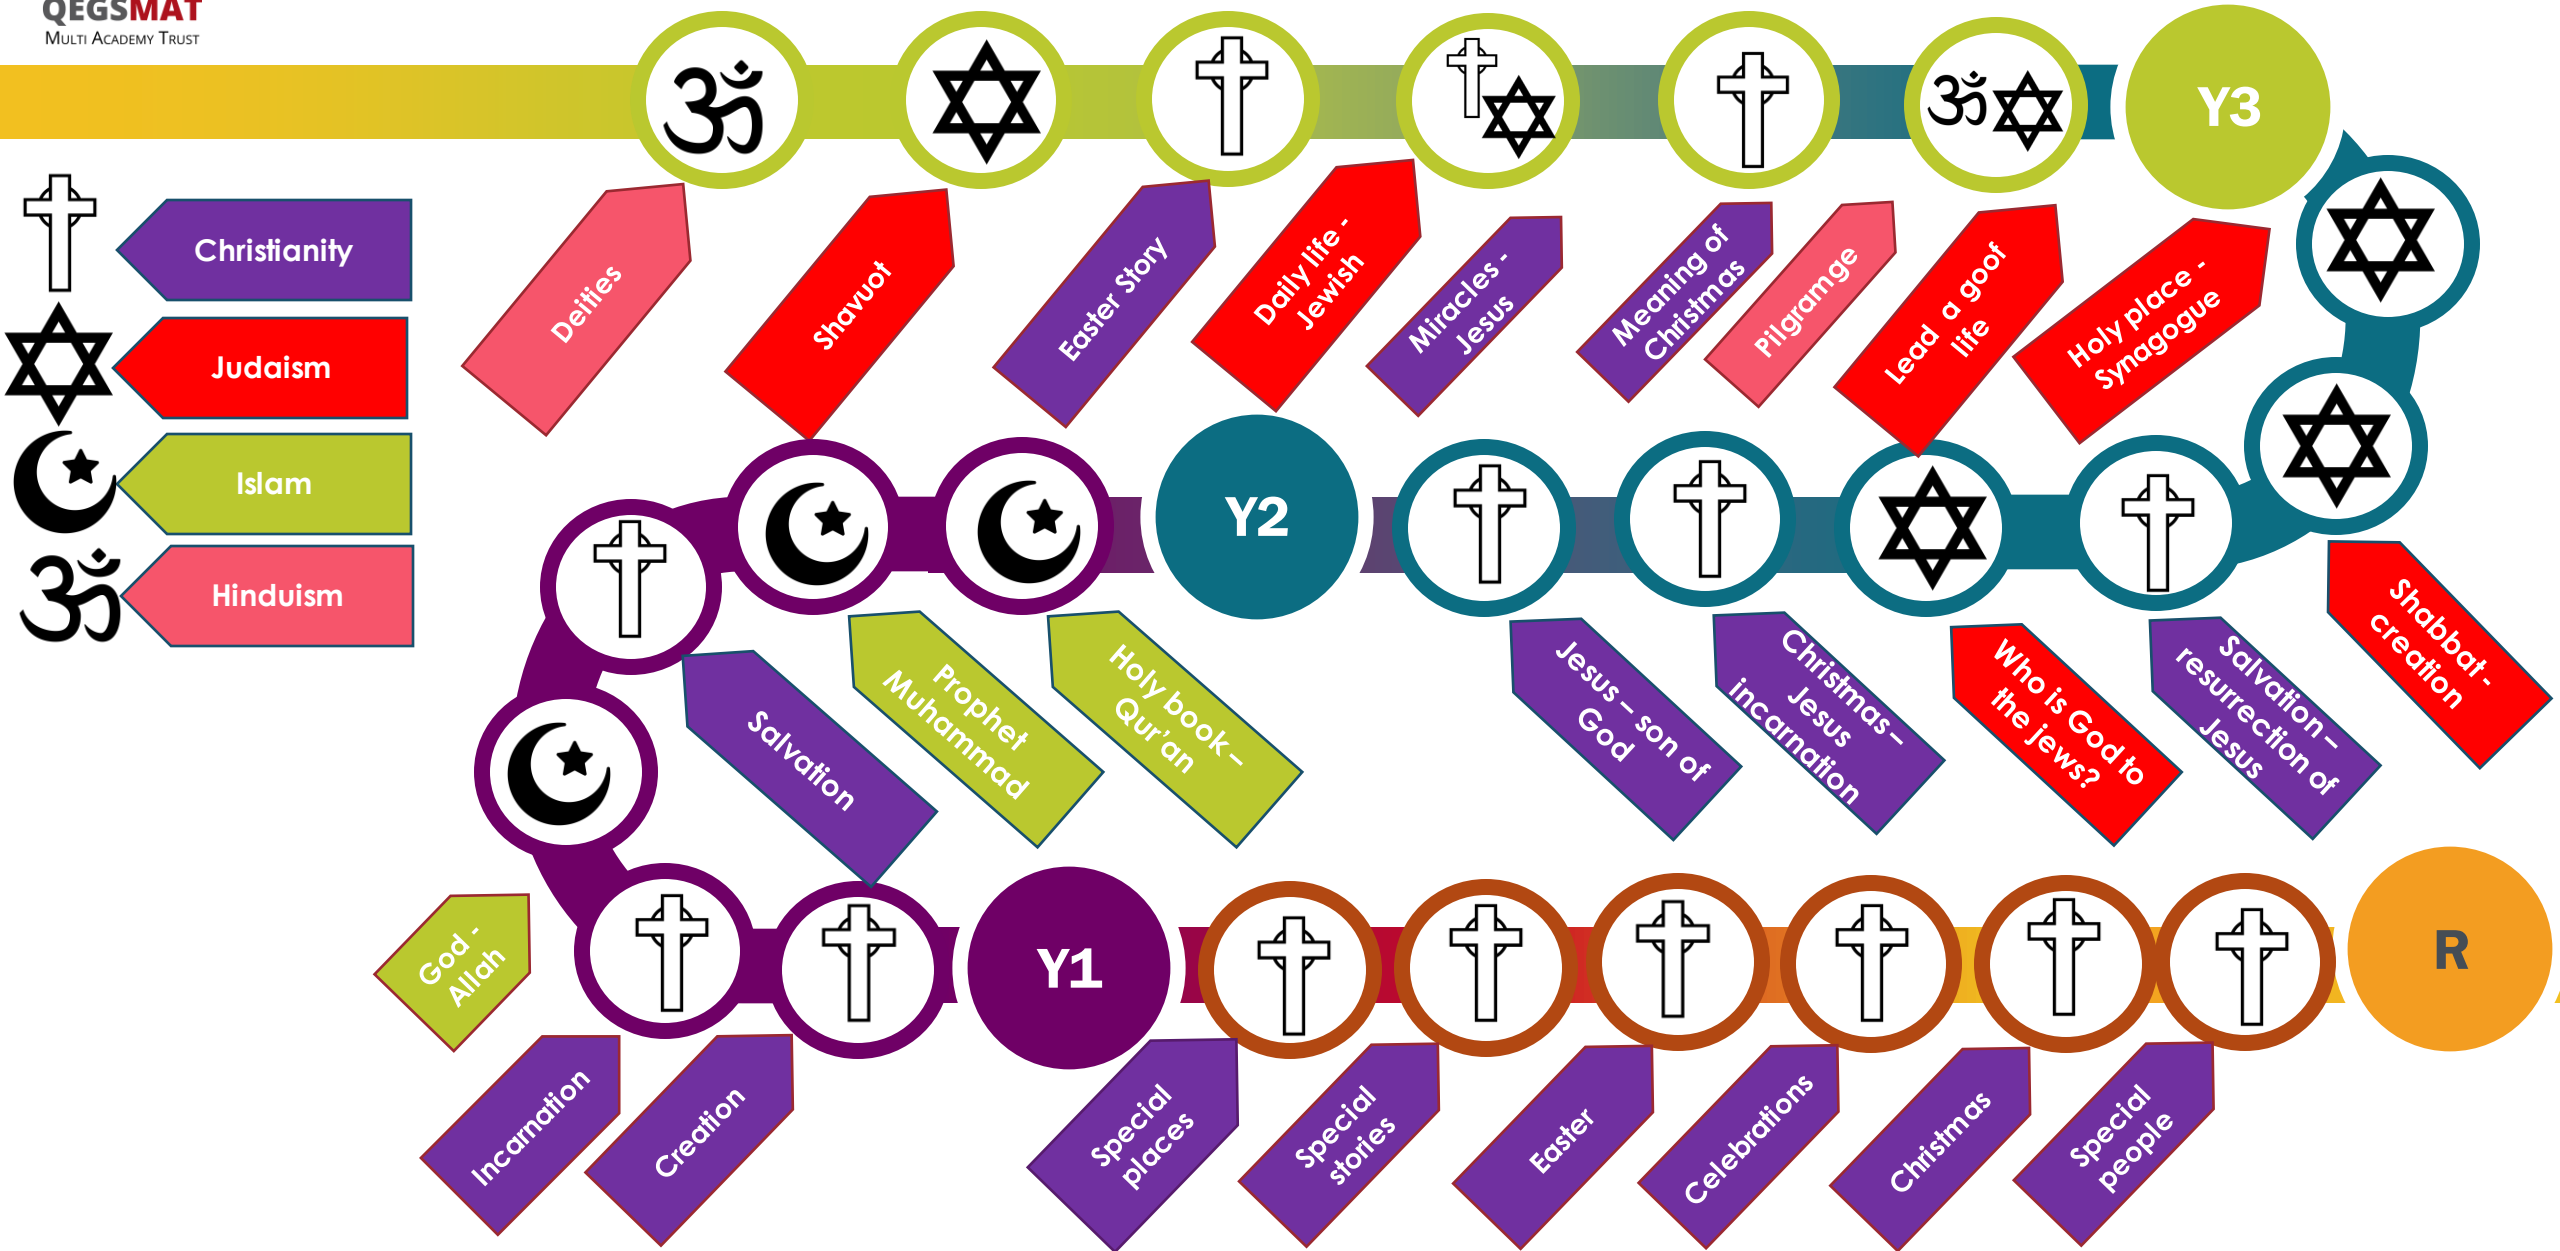 QEGSMAT
MULTI ACADEMY TRUST
Y3
Christianity
Judaism
Islam
Hinduism
Deities
Shavuot
Easter Story
Daily life -
Jewish
Miracles -
Jesus
Meaning of
Christmas
Pilgramge
Lead a goof
life
Holy place -
Synagogue
Y2
Salvation
Prophet
Muhammad
Holy book –
Qur’an
Jesus – son of
God
Christmas –
Jesus
incarnation
Who is God to
the jews?
Salvation –
resurrection of
Jesus
Shabbat -
creation
Y1
R
God -
Allah
Incarnation
Creation
Special
places
Special
stories
Easter
Celebrations
Christmas
Special
people